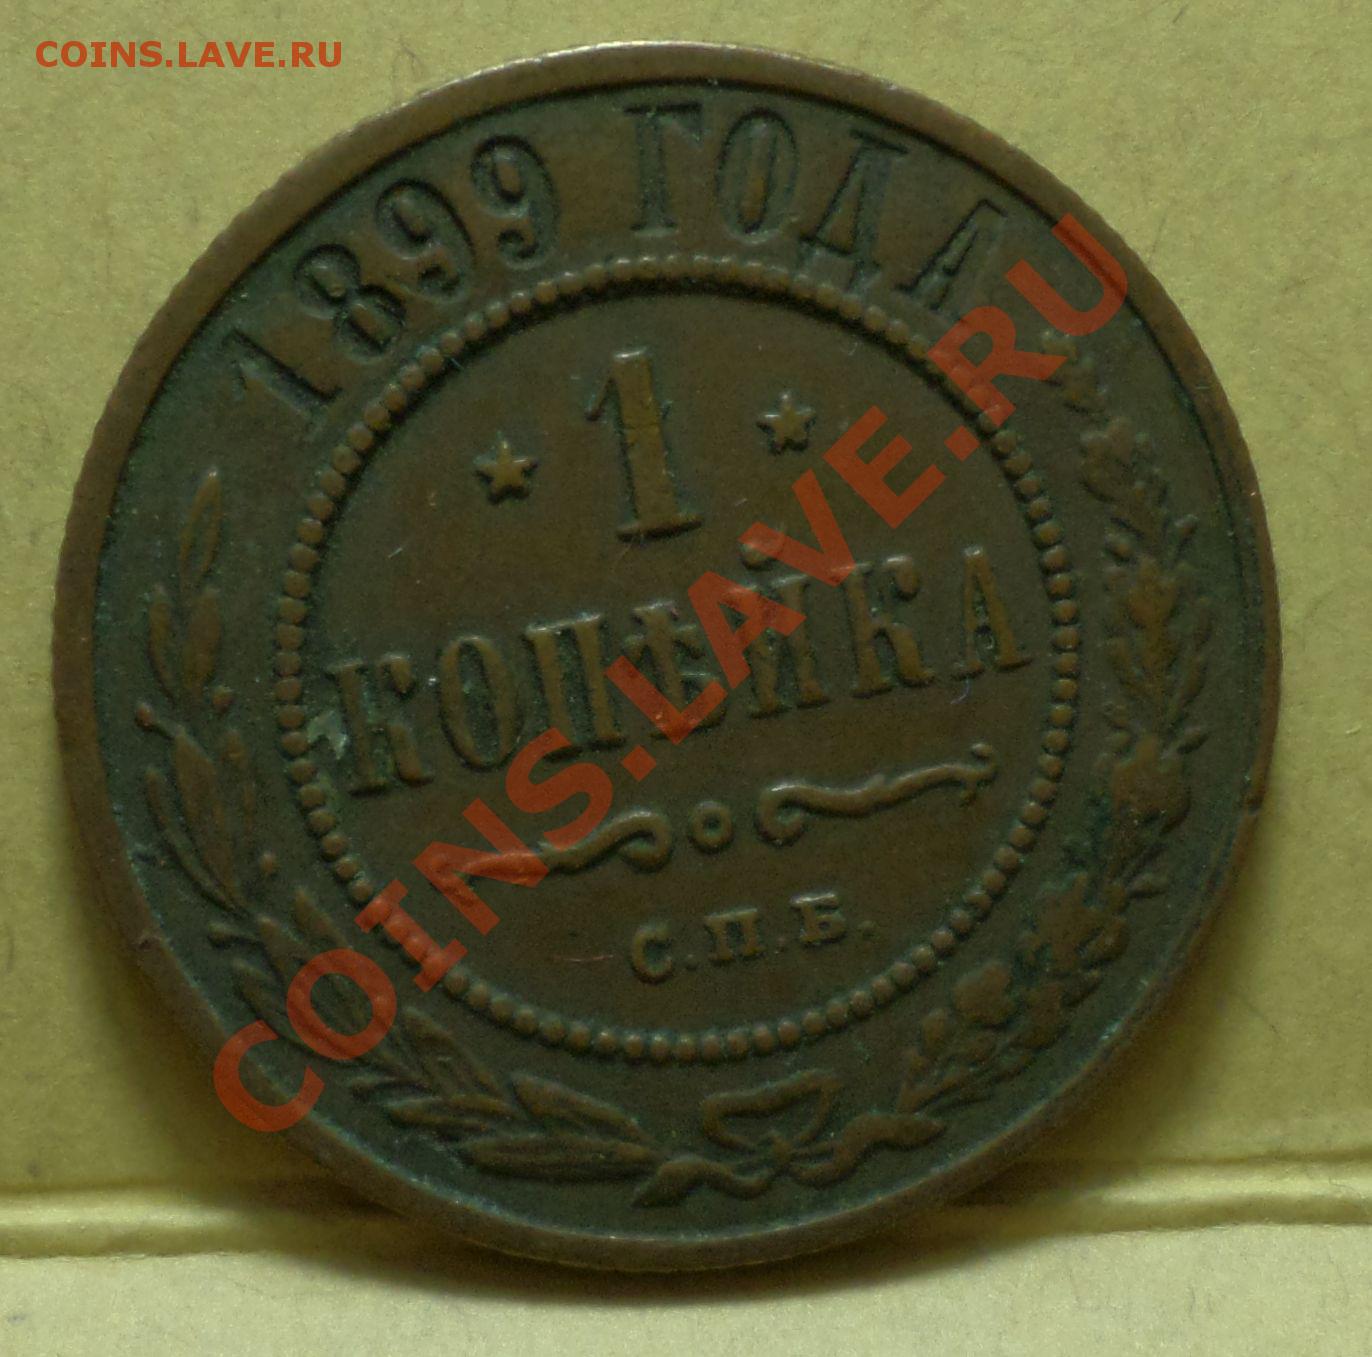 COINS.LAVE.RU
1899 ГОДА
1
КОПѢЙКА
С.П.Б.
COINS.LAVE.RU